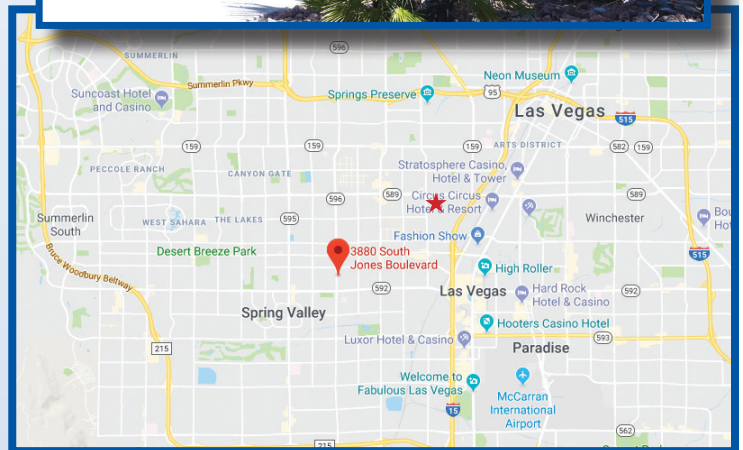 596
SUMMERLIN
Summerlin Pkwy
Neon Museum
Suncoast Hotel
and Casino
Springs Preserve
95
Las Vegas
515
159
159
159
ARTS DISTRICT
582
159
PECCOLE RANCH
CANYON GATE
Stratosphere Casino,
Hotel & Tower
596
589
Circus Circus
Hotel & Resort
589
Summerlin
South
WEST SAHARA
THE LAKES
595
Winchester
Fashion Show
Desert Breeze Park
3880 South
Jones Boulevard
515
Bruce Woodbury Beltway
High Roller
592
Las Vegas
Hard Rock
Hotel & Casino
592
Spring Valley
Hooters Casino Hotel
Luxor Hotel & Casino
593
215
Paradise
Welcome to
Fabulous Las Vegas
McCarran
International
Airport
15
562
215